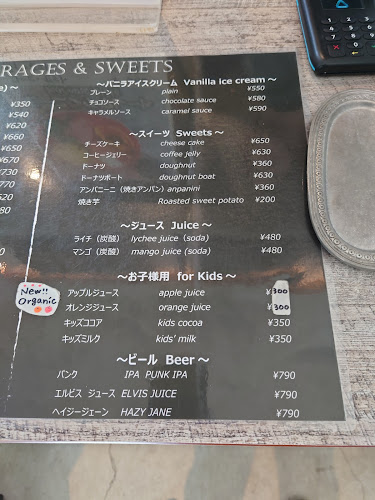 RAGES & SWEETS
～バニラアイスクリーム Vanilla ice cream～
プレーン plain ¥550
チョコソース chocolate sauce ¥580
キャラメルソース caramel sauce ¥590
～スイーツ Sweets～
チーズケーキ cheese cake ¥650
コーヒージェリー coffee jelly ¥630
ドーナツ doughnut ¥360
ドーナツボート doughnut boat ¥630
アンパニーニ（焼きアンパン）anpanini ¥360
焼き芋 Roasted sweet potato ¥200
～ジュース Juice～
ライチ（炭酸） lychee juice (soda) ¥480
マンゴ（炭酸） mango juice (soda) ¥480
～お子様用 for Kids～
New!! Organic
アップルジュース apple juice ¥300
オレンジジュース orange juice ¥300
キッズココア kids cocoa ¥350
キッズミルク kids' milk ¥350
～ビール Beer～
パンク IPA PUNK IPA ¥790
エルビス ジュース ELVIS JUICE ¥790
ヘイジージェーン HAZY JANE ¥790
) ～
¥350
¥540
¥620
¥660
¥650